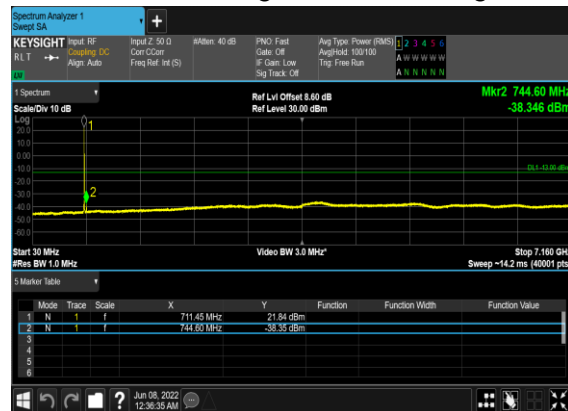 Spectrum Analyzer 1
Swept SA
+
KEYSIGHT Input: RF Input Z: 50 Ω #Atten: 40 dB PNO: Fast Avg Type: Power (RMS) 1 2 3 4 5 6
RLT Coupling: DC Corr CCorr Gate: Off Avg|Hold: 100/100 A W W W W W
Align: Auto Freq Ref: Int (S) IF Gain: Low Trig: Free Run
LW Sig Track: Off A N N N N N
1 Spectrum Ref Lvl Offset 8.60 dB Mkr2 744.60 MHz
Scale/Div 10 dB Ref Level 30.00 dBm -38.346 dBm
Log
1
20.0
10.0
0.00
-10.0
DL1 -13.00 dBm
-20.0
-30.0
2
-40.0
-50.0
-60.0
Start 30 MHz Video BW 3.0 MHz* Stop 7.160 GHz
#Res BW 1.0 MHz Sweep ~14.2 ms (40001 pts)
5 Marker Table
Mode Trace Scale X Y Function Function Width Function Value
1 N 1 f 711.45 MHz 21.84 dBm
2 N 1 f 744.60 MHz -38.35 dBm
3
4
5
6
? Jun 08, 2022
12:36:35 AM